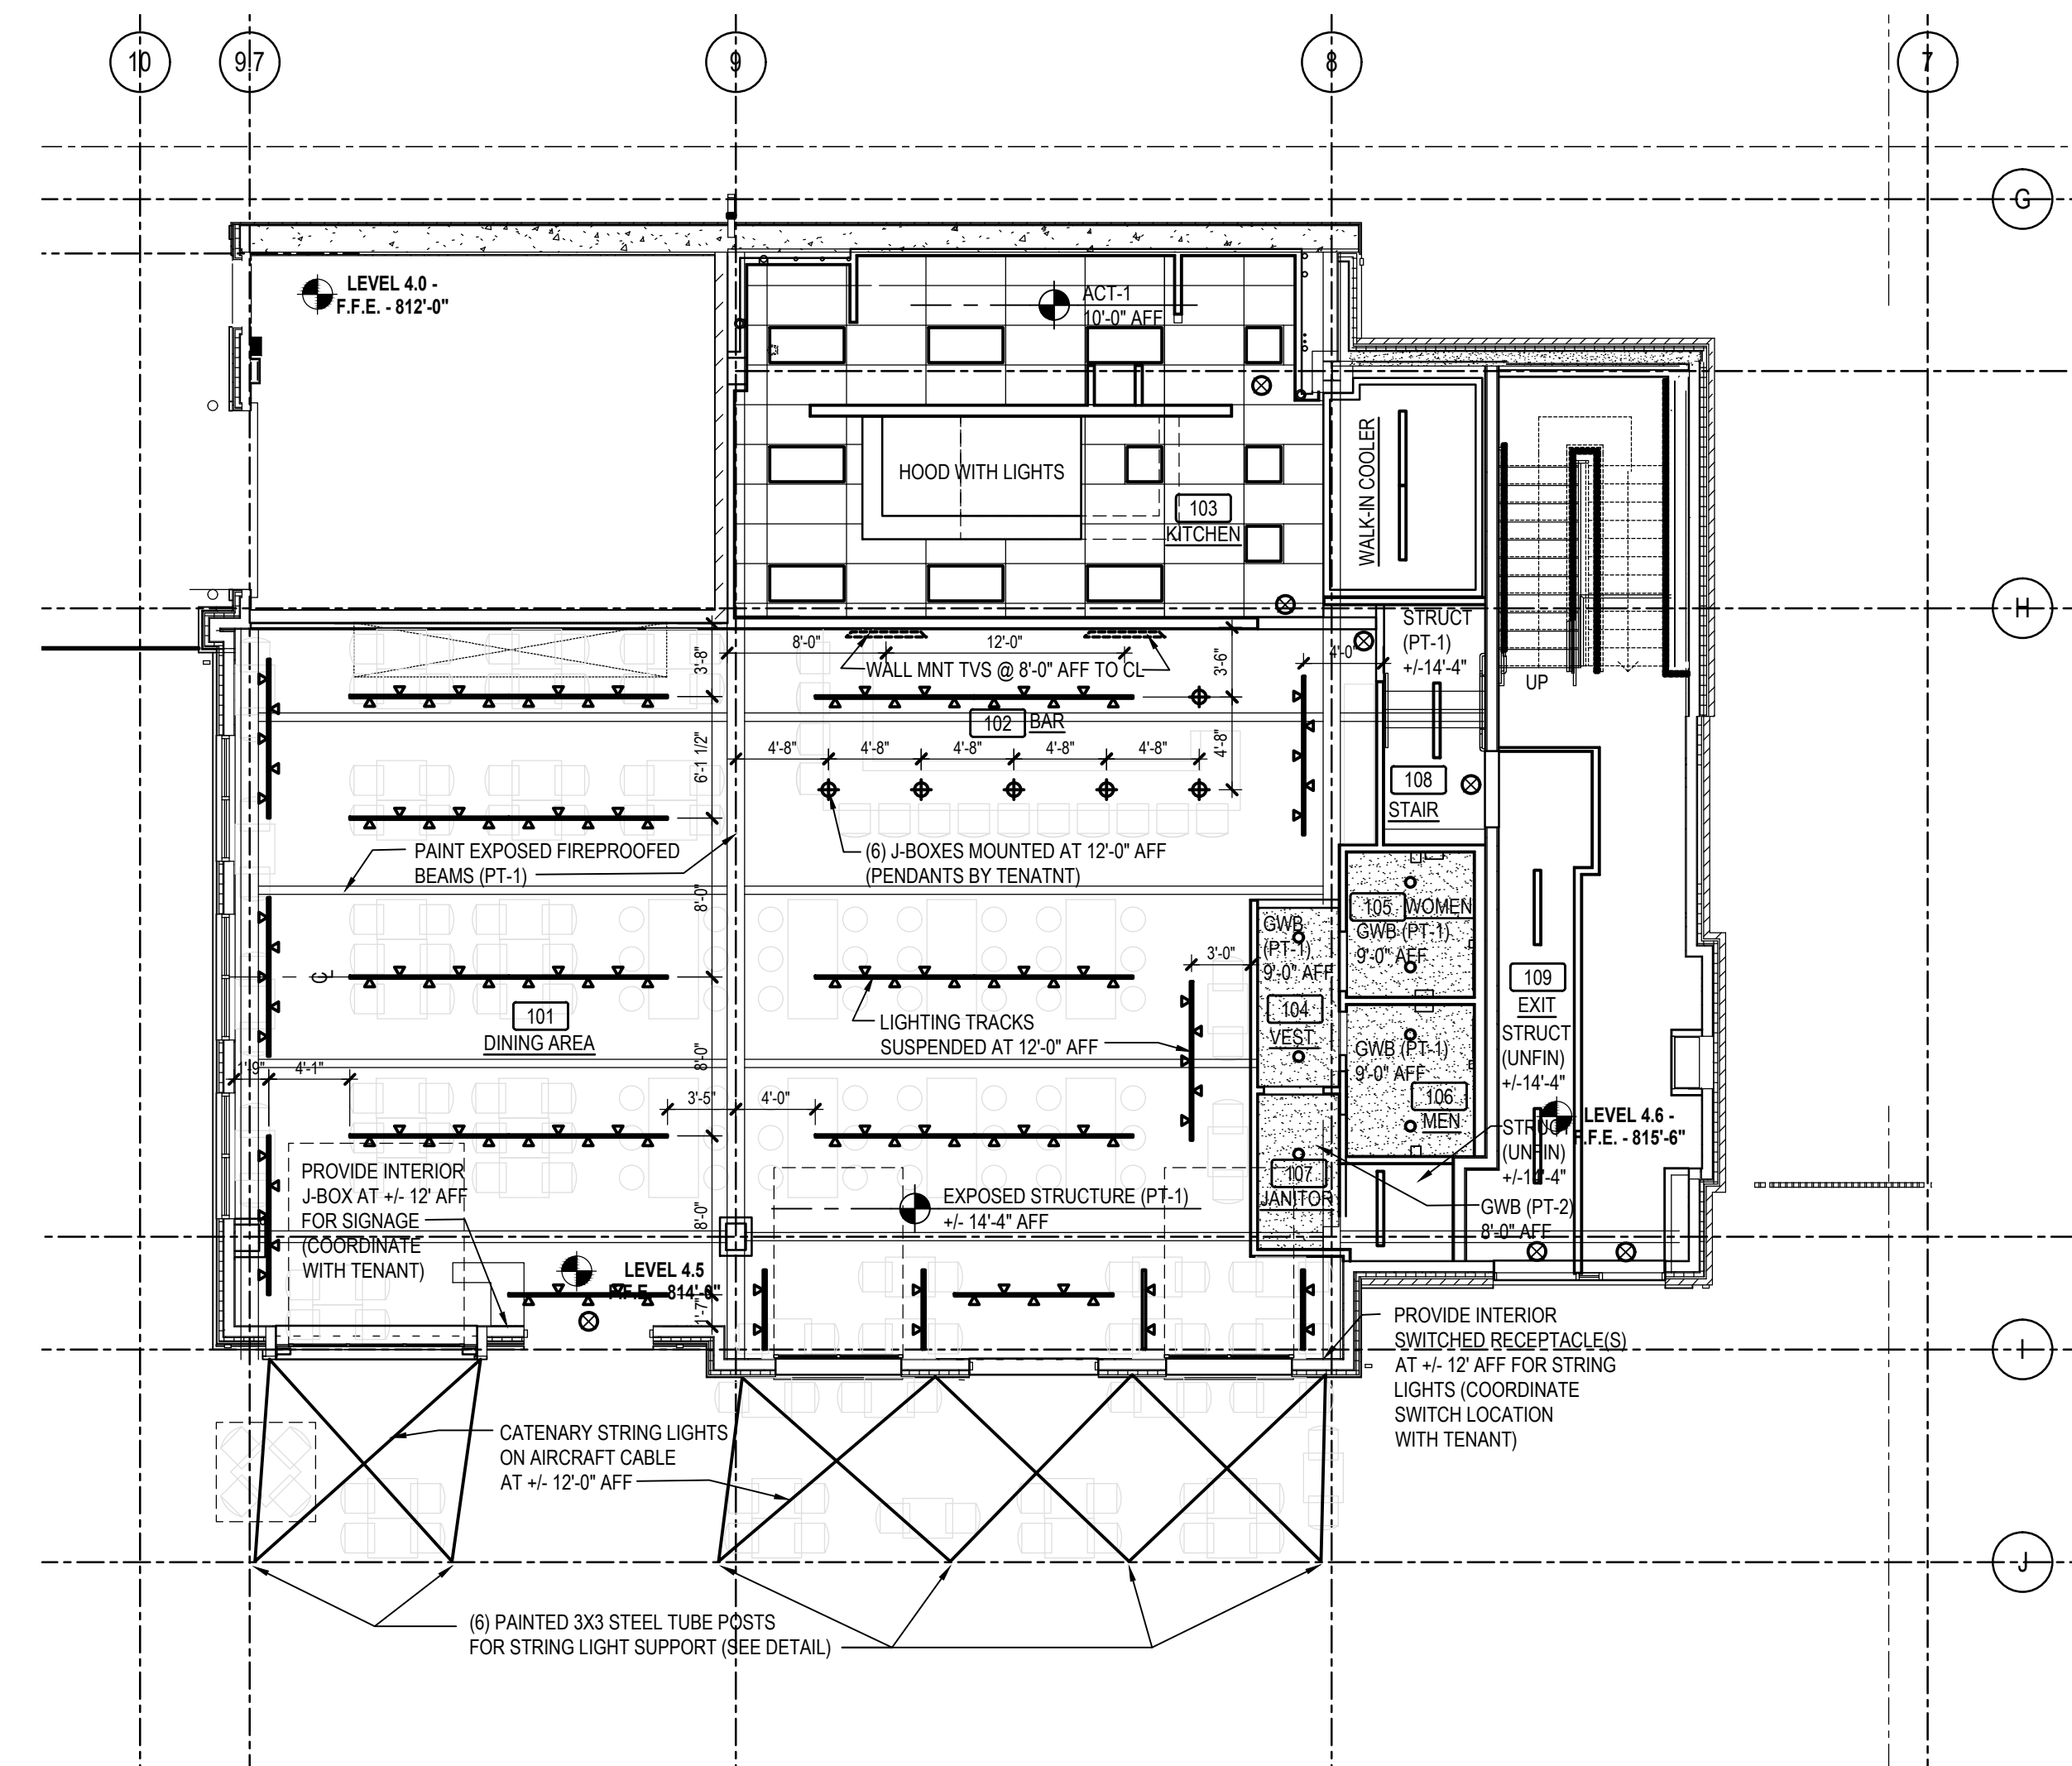 10
9.7
9
8
7
G
H
I
J
LEVEL 4.0 -
F.F.E. - 812'-0"
ACT-1
10'-0" AFF
HOOD WITH LIGHTS
103
KITCHEN
WALK-IN COOLER
UP
STRUCT
(PT-1)
+/-14'-4"
8'-0"
12'-0"
WALL MNT TVS @ 8'-0" AFF TO CL
3'-8"
3'-6"
4'-0"
102 BAR
6'-1 1/2"
4'-8"
4'-8"
4'-8"
4'-8"
4'-8"
4'-8"
108
STAIR
PAINT EXPOSED FIREPROOFED
BEAMS (PT-1)
(6) J-BOXES MOUNTED AT 12'-0" AFF
(PENDANTS BY TENATNT)
8'-0"
105 WOMEN
GWB (PT-1)
9'-0" AFF
GWB
(PT-1)
9'-0" AFF
104
VEST.
3'-0"
101
DINING AREA
LIGHTING TRACKS
SUSPENDED AT 12'-0" AFF
8'-0"
109
EXIT
STRUCT
(UNFIN)
+/-14'-4"
GWB (PT-1)
9'-0" AFF
106
MEN
1'-9"
4'-1"
3'-5"
4'-0"
LEVEL 4.6 -
F.F.E. - 815'-6"
STRUCT
(UNFIN)
+/-14'-4"
107
JANITOR
GWB (PT-2)
8'-0" AFF
PROVIDE INTERIOR
J-BOX AT +/- 12' AFF
FOR SIGNAGE
(COORDINATE
WITH TENANT)
EXPOSED STRUCTURE (PT-1)
+/- 14'-4" AFF
8'-0"
LEVEL 4.5
F.F.E. - 814'-0"
1'-7"
PROVIDE INTERIOR
SWITCHED RECEPTACLE(S)
AT +/- 12' AFF FOR STRING
LIGHTS (COORDINATE
SWITCH LOCATION
WITH TENANT)
CATENARY STRING LIGHTS
ON AIRCRAFT CABLE
AT +/- 12'-0" AFF
(6) PAINTED 3X3 STEEL TUBE POSTS
FOR STRING LIGHT SUPPORT (SEE DETAIL)